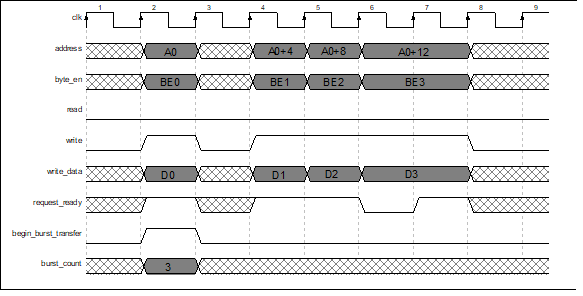 1 2 3 4 5 6 7 8 9
clk
address A0 A0+4 A0+8 A0+12
byte_en BE0 BE1 BE2 BE3
read
write
write_data D0 D1 D2 D3
request_ready
begin_burst_transfer
burst_count 3